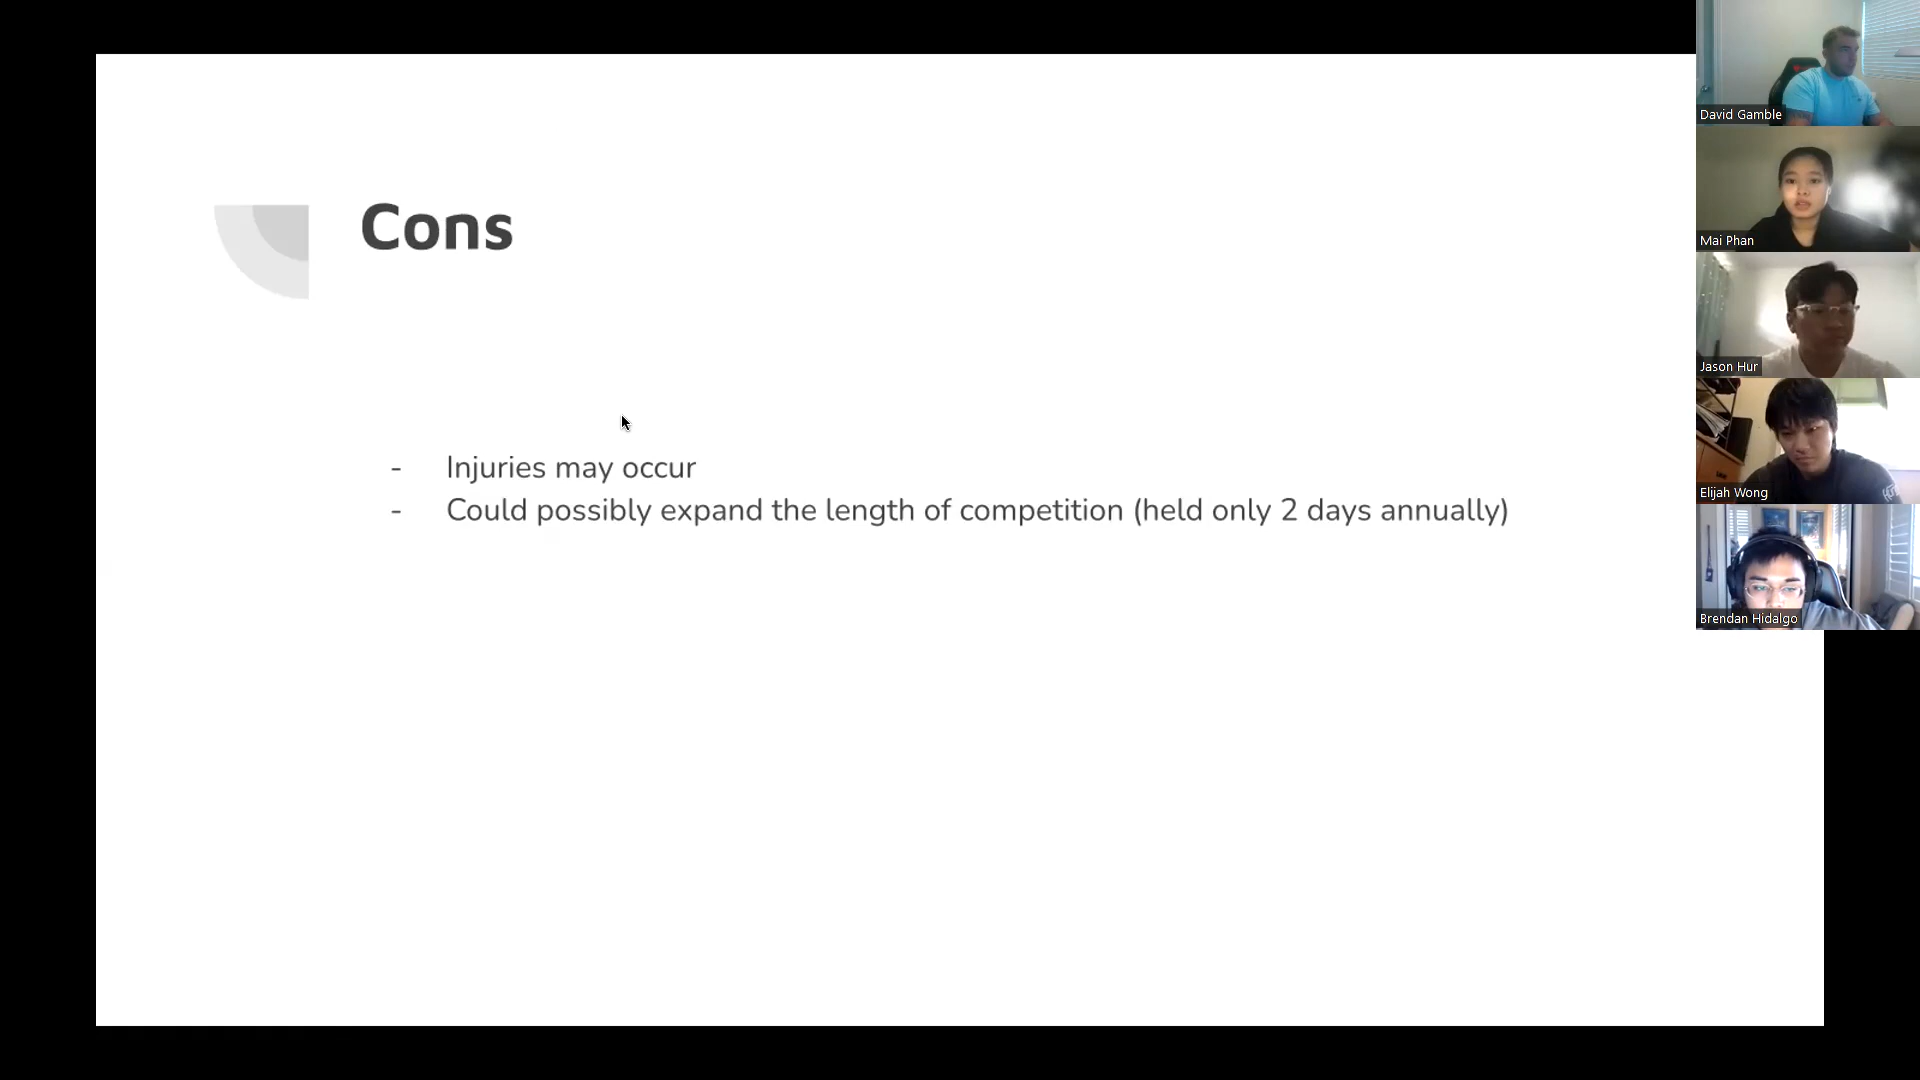 Cons
- Injuries may occur
- Could possibly expand the length of competition (held only 2 days annually)
David Gamble
Mai Phan
Jason Hur
Elijah Wong
Brendan Hidalgo